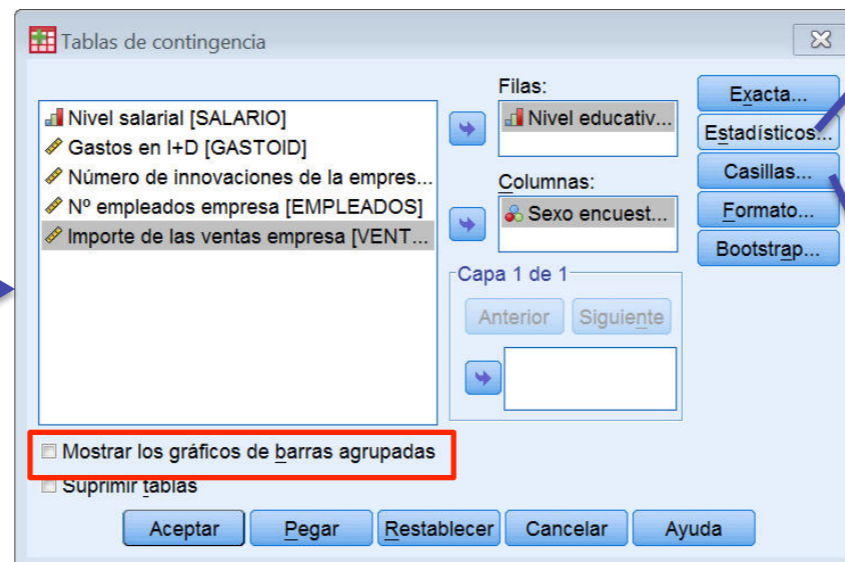 Tablas de contingencia
Nivel salarial [SALARIO]
Gastos en I+D [GASTOID]
Número de innovaciones de la empres...
Nº empleados empresa [EMPLEADOS]
Importe de las ventas empresa [VENT...
Filas:
Nivel educativ...
Columnas:
Sexo encuest...
Capa 1 de 1
Anterior Siguiente
Exacta...
Estadísticos...
Casillas...
Formato...
Bootstrap...
Mostrar los gráficos de barras agrupadas
Suprimir tablas
Aceptar Pegar Restablecer Cancelar Ayuda